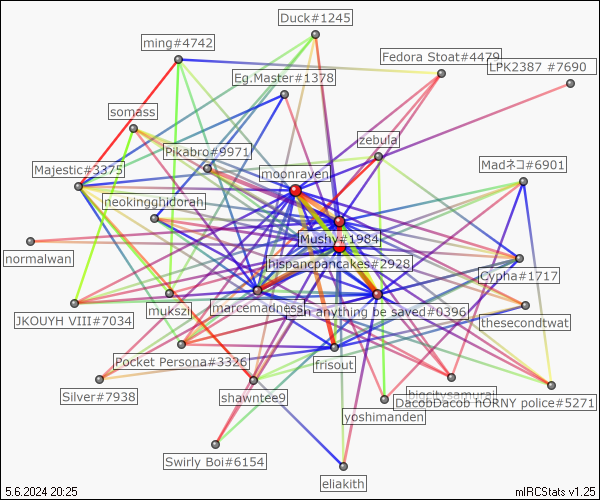 Duck#1245
ming#4742
Fedora Stoat#4479
LPK2387 #7690
Eg.Master#1378
somass
zebula
Pikabro#9971
Majestic#3375
moonraven
Madネコ#6901
neokingghidorah
Mushy#1984
normalwan
hispancpancakes#2928
Cypha#1717
mukszi
marcemadness
an anything be saved#0396
JKOUYH VIII#7034
thesecondtwat
Pocket Persona#3326
frisout
Silver#7938
shawntee9
bigcitysamurai
DacobDacob hORNY police#5271
yoshimanden
Swirly Boi#6154
eliakith
5.6.2024 20:25
mIRCStats v1.25